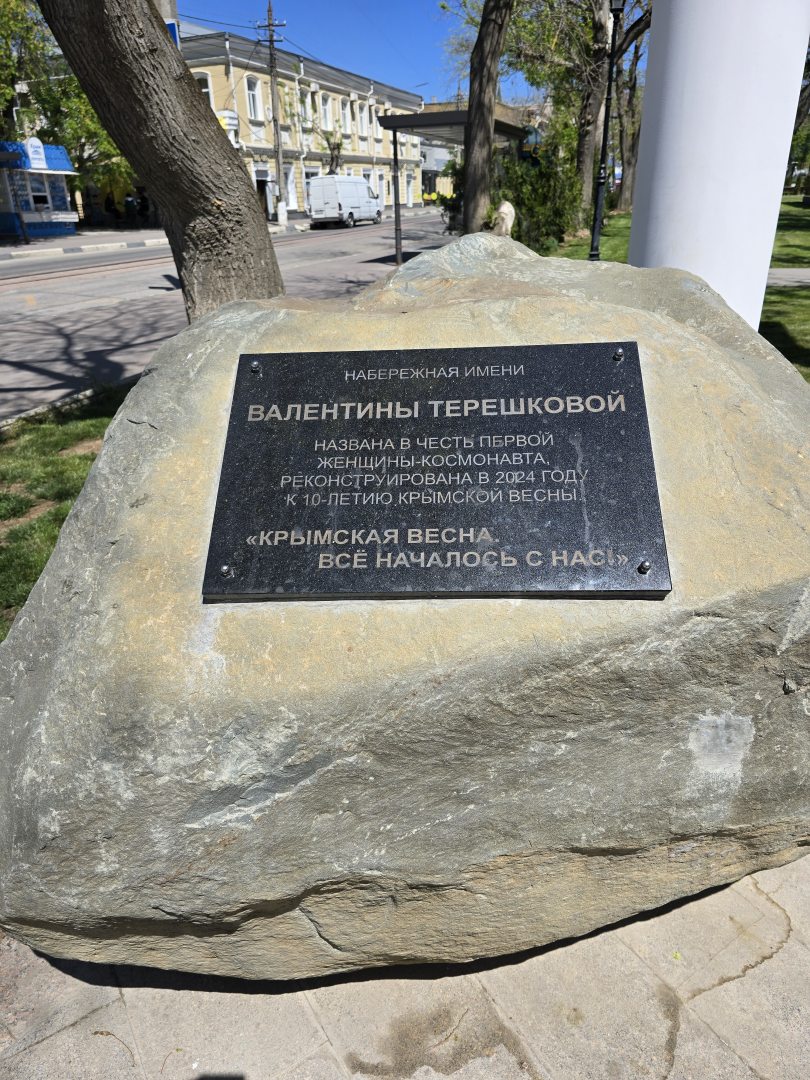 НАБЕРЕЖНАЯ ИМЕНИ
ВАЛЕНТИНЫ ТЕРЕШКОВОЙ
НАЗВАНА В ЧЕСТЬ ПЕРВОЙ
ЖЕНЩИНЫ-КОСМОНАВТА,
РЕКОНСТРУИРОВАНА В 2024 ГОДУ
К 10-ЛЕТИЮ КРЫМСКОЙ ВЕСНЫ.
«КРЫМСКАЯ ВЕСНА.
ВСЁ НАЧАЛОСЬ С НАС!»